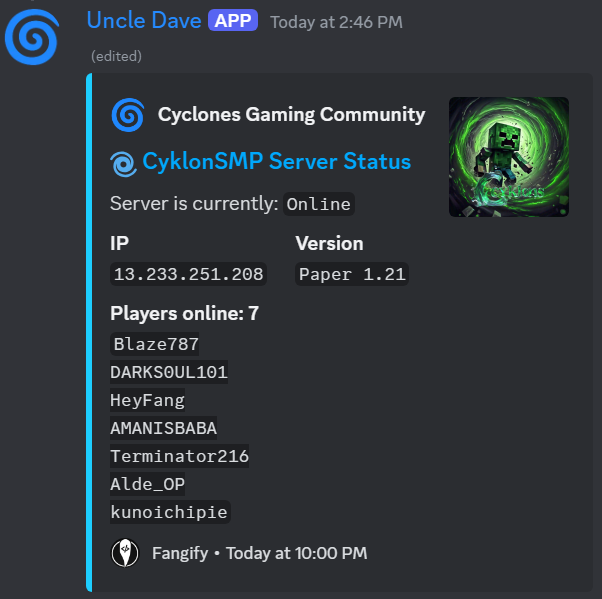 Uncle Dave APP Today at 2:46 PM
(edited)
Cyclones Gaming Community
CyklonSMP Server Status
Server is currently: Online
IP Version
13.233.251.208 Paper 1.21
Players online: 7
Blaze787
DARKS0UL101
HeyFang
AMANISBABA
Terminator216
Alde_OP
kunoichipie
Fangify • Today at 10:00 PM